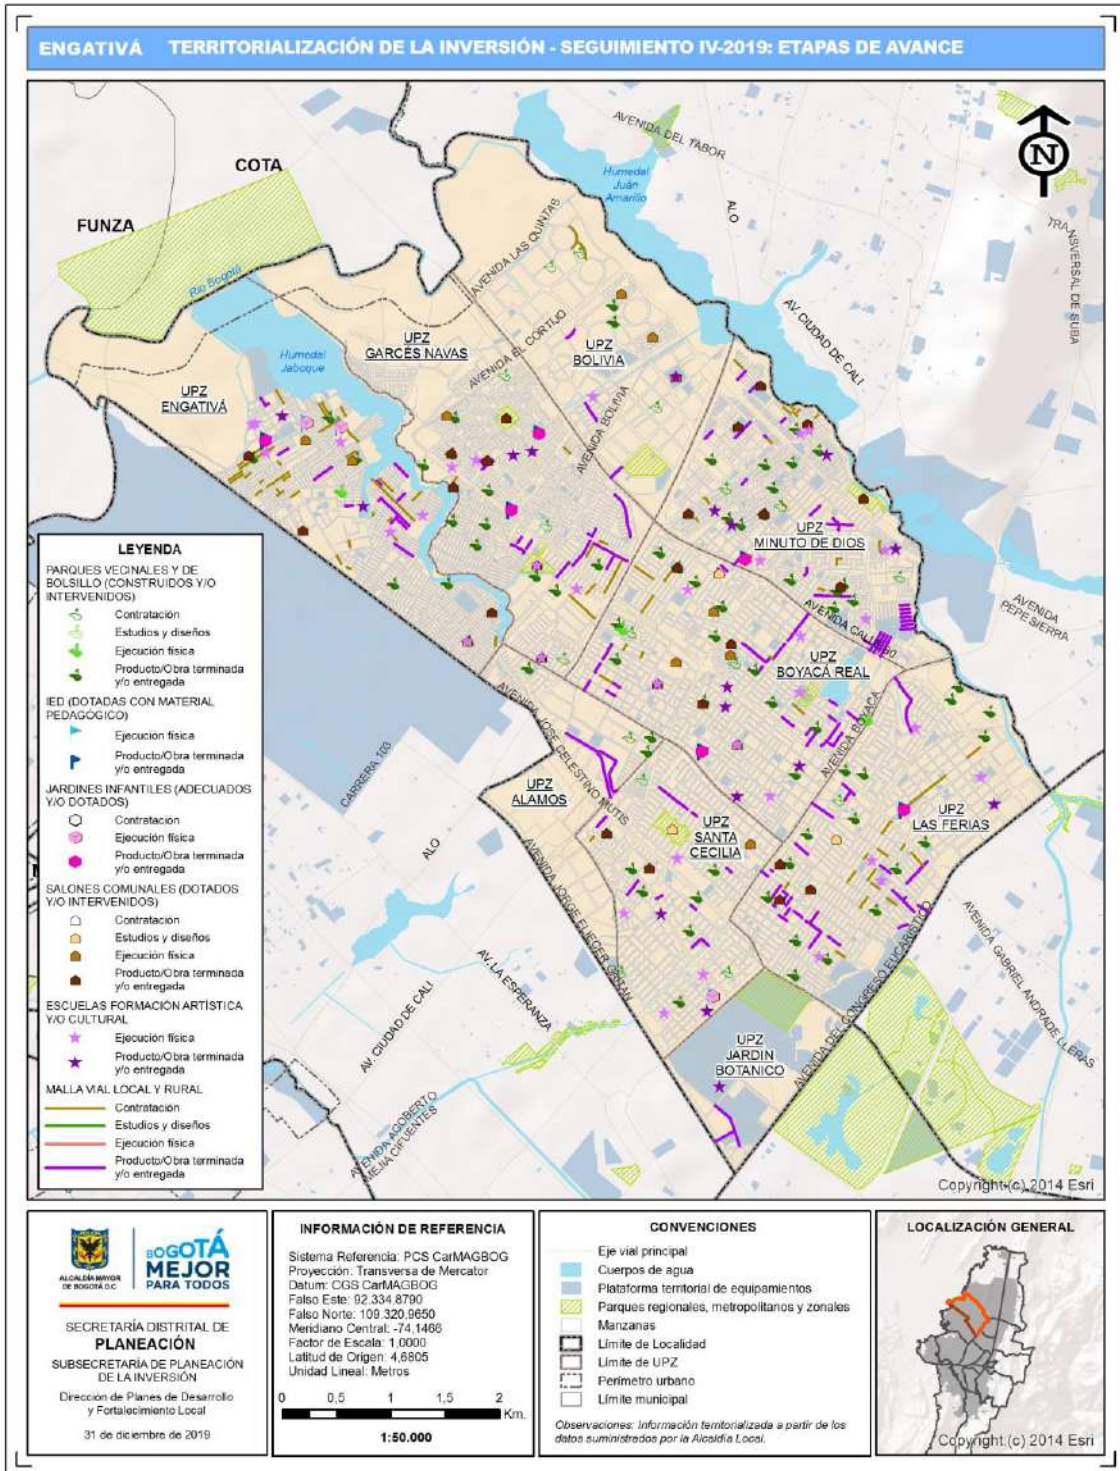 ENGATIVÁ TERRITORIALIZACIÓN DE LA INVERSIÓN - SEGUIMIENTO IV-2019: ETAPAS DE AVANCE
AVENIDA DEL TABOR
COTA
FUNZA
N
Humedal
Juán
Amarillo
ALO
TRANSVERSAL DE SUBA
AVENIDA LAS QUINTAS
Río Bogotá
AV. CIUDAD DE CALI
UPZ
GARCÉS NAVAS
AVENIDA EL CORTIJO
UPZ
BOLIVIA
Humedal
Jaboque
UPZ
ENGATIVÁ
AVENIDA BOLIVIA
UPZ
MINUTO DE DIOS
AVENIDA
PEPE SIERRA
AVENIDA CALLE 80
UPZ
BOYACÁ REAL
AVENIDA BOYACA
AVENIDA JOSE CELESTINO MUTIS
CARRERA 103
UPZ
ALAMOS
UPZ
SANTA
CECILIA
UPZ
LAS FERIAS
ALO
AVENIDA JORGE ELIECER GAITAN
AV. LA ESPERANZA
AV. CIUDAD DE CALI
AVENIDA DEL CONGRESO EUCARISTICO
AVENIDA GABRIEL ANDRADE LLERAS
UPZ
JARDIN
BOTANICO
AVENIDA AGOBERTO
MEJIA CIFUENTES
Copyright:(c) 2014 Esri
LEYENDA
PARQUES VECINALES Y DE
BOLSILLO (CONSTRUIDOS Y/O
INTERVENIDOS)
Contratación
Estudios y diseños
Ejecución física
Producto/Obra terminada
y/o entregada
IED (DOTADAS CON MATERIAL
PEDAGÓGICO)
Ejecución física
Producto/Obra terminada
y/o entregada
JARDINES INFANTILES (ADECUADOS
Y/O DOTADOS)
Contratación
Ejecución física
Producto/Obra terminada
y/o entregada
SALONES COMUNALES (DOTADOS
Y/O INTERVENIDOS)
Contratación
Estudios y diseños
Ejecución física
Producto/Obra terminada
y/o entregada
ESCUELAS FORMACIÓN ARTÍSTICA
Y/O CULTURAL
Ejecución física
Producto/Obra terminada
y/o entregada
MALLA VIAL LOCAL Y RURAL
Contratación
Estudios y diseños
Ejecución física
Producto/Obra terminada
y/o entregada
ALCALDÍA MAYOR
DE BOGOTÁ D.C.
BOGOTÁ
MEJOR
PARA TODOS
SECRETARÍA DISTRITAL DE
PLANEACIÓN
SUBSECRETARÍA DE PLANEACIÓN
DE LA INVERSIÓN
Dirección de Planes de Desarrollo
y Fortalecimiento Local
31 de diciembre de 2019
INFORMACIÓN DE REFERENCIA
Sistema Referencia: PCS CarMAGBOG
Proyección: Transversa de Mercator
Datum: CGS CarMAGBOG
Falso Este: 92.334,8790
Falso Norte: 109.320,9650
Meridiano Central: -74,1466
Factor de Escala: 1,0000
Latitud de Origen: 4,6805
Unidad Lineal: Metros
0 0,5 1 1,5 2
Km.
1:50.000
CONVENCIONES
Eje vial principal
Cuerpos de agua
Plataforma territorial de equipamientos
Parques regionales, metropolitanos y zonales
Manzanas
Límite de Localidad
Límite de UPZ
Perímetro urbano
Límite municipal
Observaciones: Información territorializada a partir de los
datos suministrados por la Alcaldía Local.
LOCALIZACIÓN GENERAL
Copyright:(c) 2014 Esri